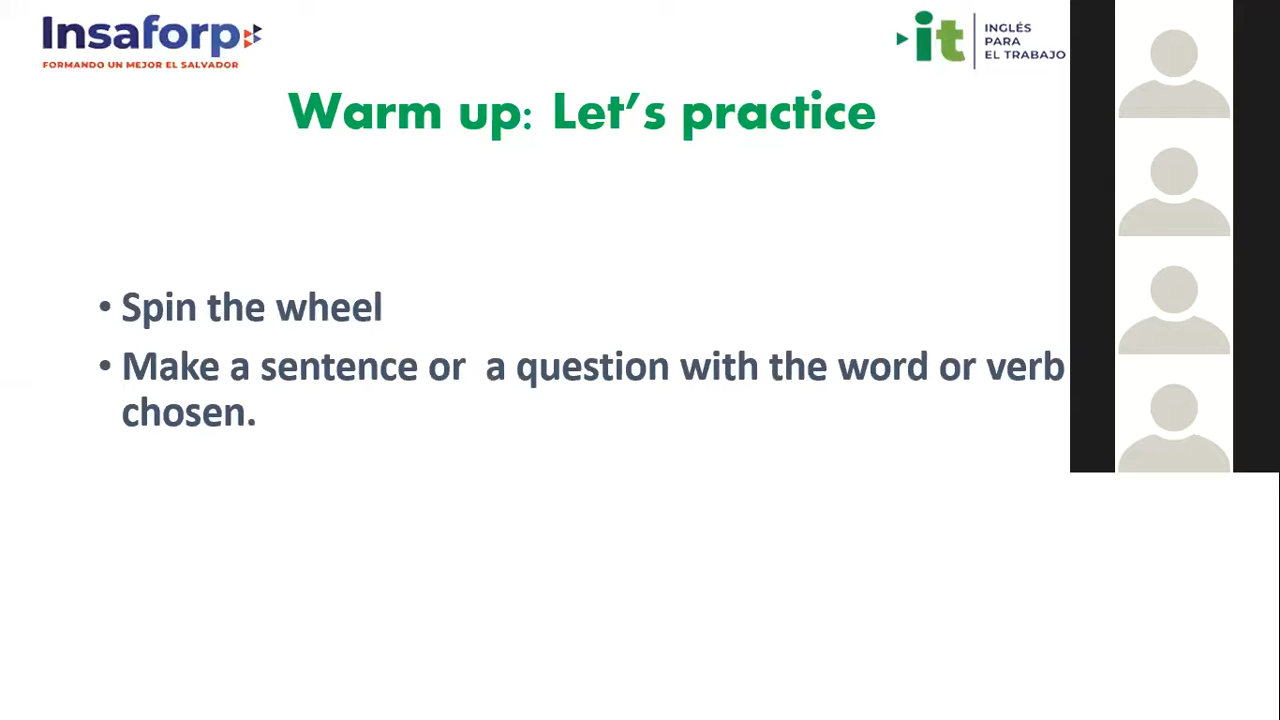 Insaforp
FORMANDO UN MEJOR EL SALVADOR
it
INGLÉS
PARA
EL TRABAJO
Warm up: Let's practice
• Spin the wheel
• Make a sentence or  a question with the word or verb
chosen.